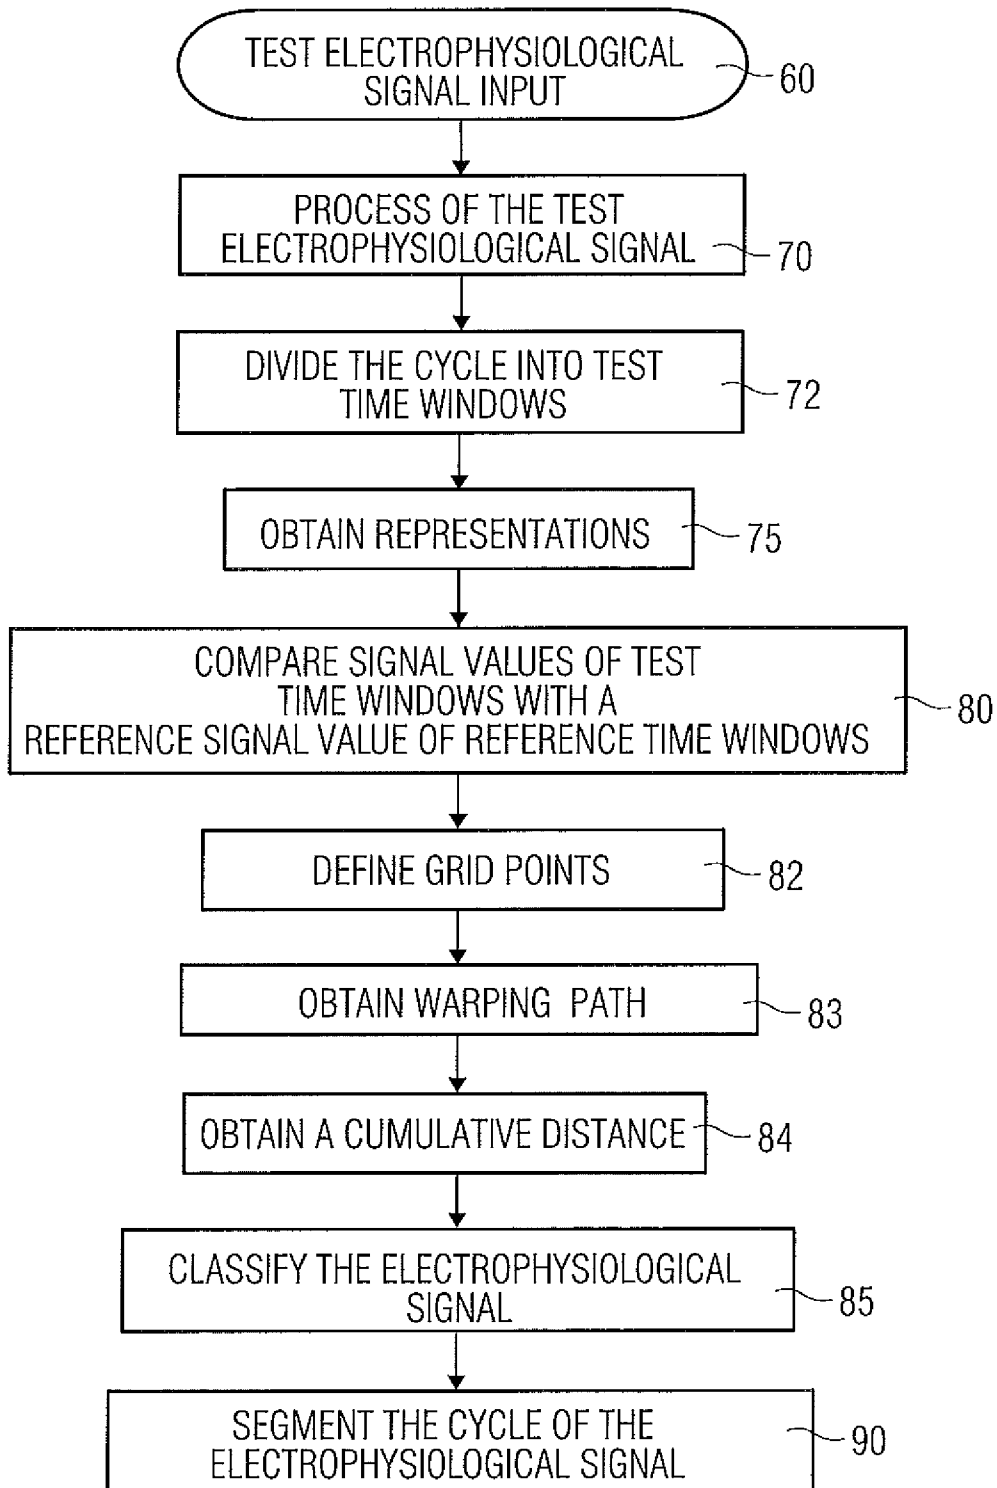 TEST ELECTROPHYSIOLOGICAL
SIGNAL INPUT
60
PROCESS OF THE TEST
ELECTROPHYSIOLOGICAL SIGNAL
70
DIVIDE THE CYCLE INTO TEST
TIME WINDOWS
72
OBTAIN REPRESENTATIONS
75
COMPARE SIGNAL VALUES OF TEST
TIME WINDOWS WITH A
REFERENCE SIGNAL VALUE OF REFERENCE TIME WINDOWS
80
DEFINE GRID POINTS
82
OBTAIN WARPING PATH
83
OBTAIN A CUMULATIVE DISTANCE
84
CLASSIFY THE ELECTROPHYSIOLOGICAL
SIGNAL
85
SEGMENT THE CYCLE OF THE
ELECTROPHYSIOLOGICAL SIGNAL
90